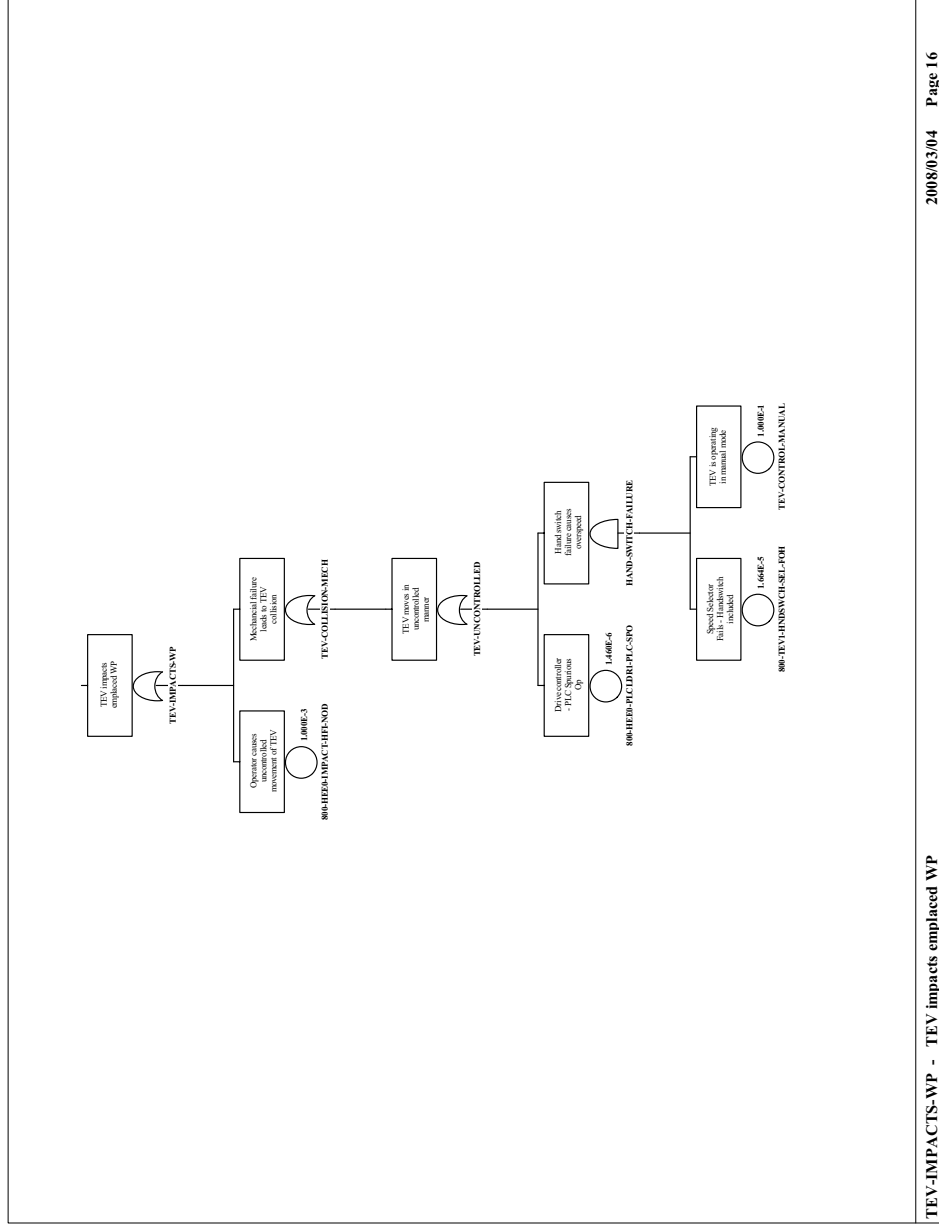 TEV impacts
emplaced WP
TEV-IMPACTS-WP
Operator causes
uncontrolled
movement of TEV
1.000E-3
800-HEE0-IMPACT-HFI-NOD
Mechancial failure
leads to TEV
collision
TEV-COLLISION-MECH
TEV moves in
uncontrolled
manner
TEV-UNCONTROLLED
Drive controller
- PLC Spurious
Op
1.460E-6
800-HEE0-PLCLDR1-PLC-SPO
Hand switch
failure causes
overspeed
HAND-SWITCH-FAILURE
Speed Selector
Fails - Handswitch
included
1.664E-5
800-TEV1-HNDSWCH-SEL-FOH
TEV is operating
in manual mode
1.000E-1
TEV-CONTROL-MANUAL
TEV-IMPACTS-WP - TEV impacts emplaced WP 2008/03/04 Page 16